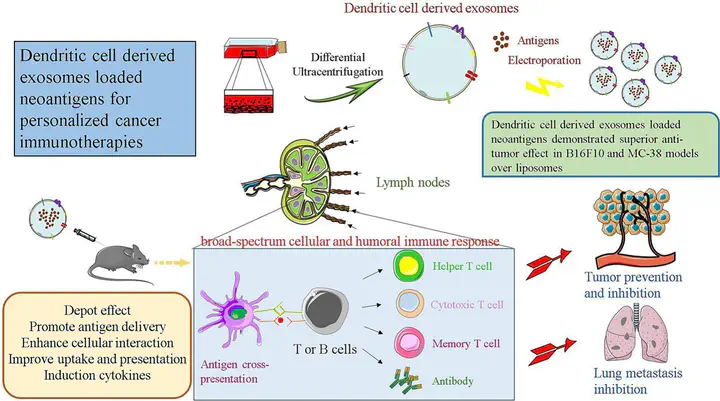 Dendritic cell derived
exosomes loaded
neoantigens for
personalized cancer
immunotherapies
Differential
Ultracentrifugation
Dendritic cell derived exosomes
Antigens
Electroporation
Dendritic cell derived exosomes loaded
neoantigens demonstrated superior anti-
tumor effect in B16F10 and MC-38 models
over liposomes
Lymph nodes
broad-spectrum cellular and humoral immune response
Antigen cross-
presentation
T or B cells
Helper T cell
Cytotoxic T cell
Memory T cell
Antibody
Tumor prevention
and inhibition
Lung metastasis
inhibition
Depot effect
Promote antigen delivery
Enhance cellular interaction
Improve uptake and presentation
Induction cytokines